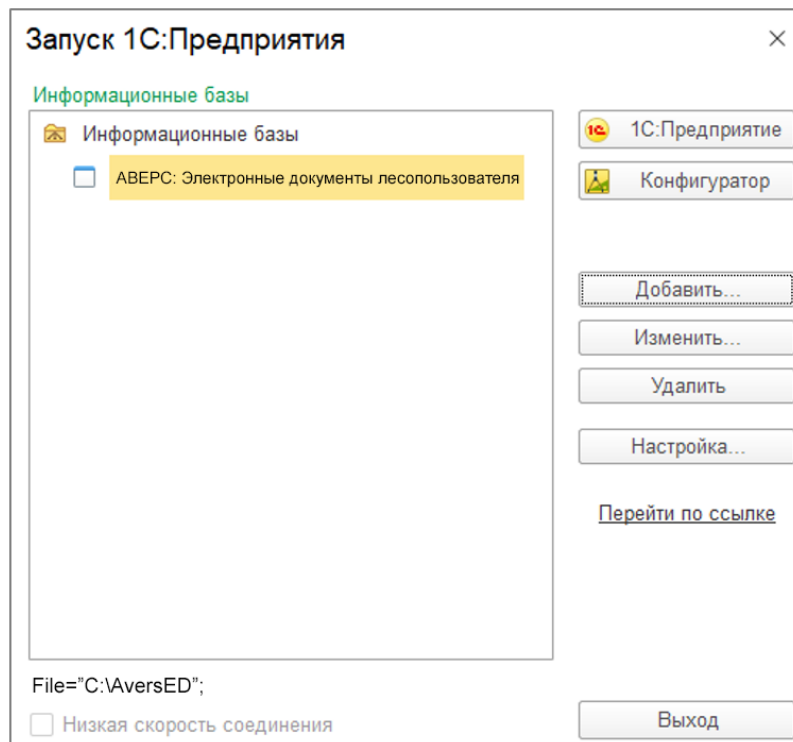 Запуск 1С:Предприятия
Информационные базы
Информационные базы
АВЕРС: Электронные документы лесопользователя
1С:Предприятие
Конфигуратор
Добавить...
Изменить...
Удалить
Настройка...
Перейти по ссылке
File="C:\AversED";
Низкая скорость соединения
Выход